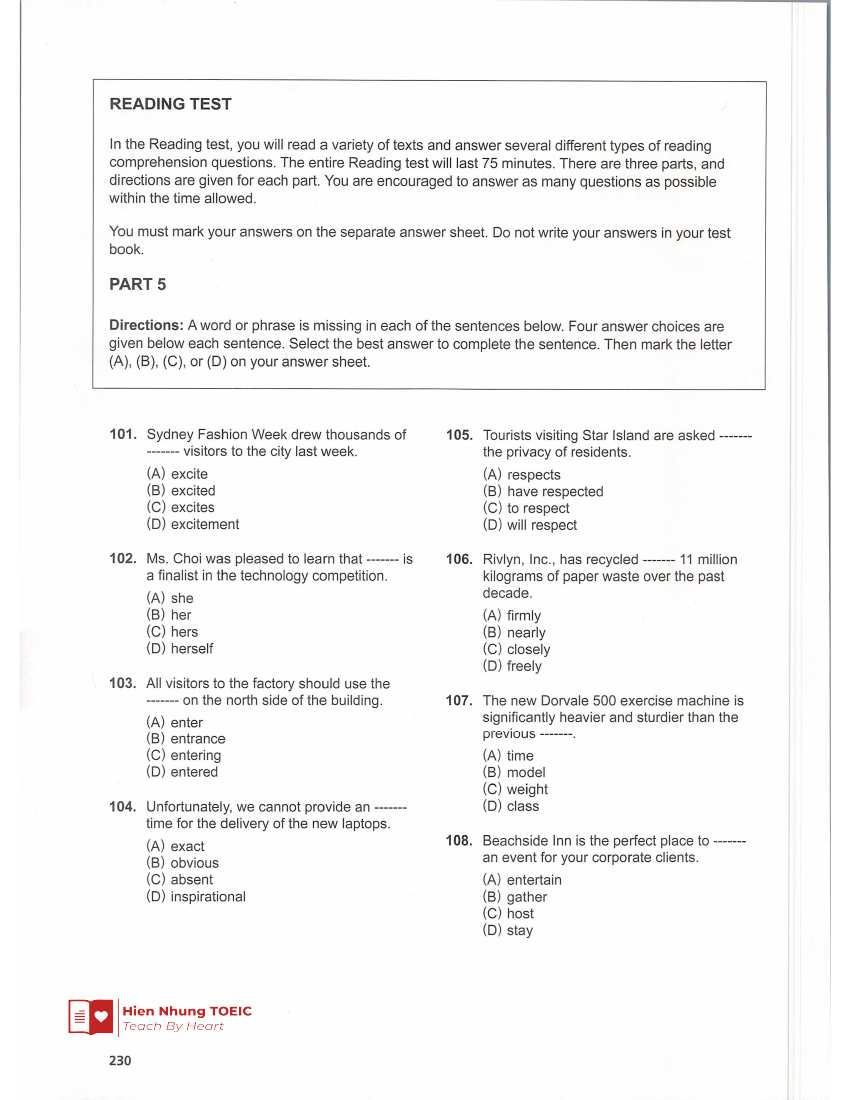 READING TEST
In the Reading test, you will read a variety of texts and answer several different types of reading
comprehension questions. The entire Reading test will last 75 minutes. There are three parts, and
directions are given for each part. You are encouraged to answer as many questions as possible
within the time allowed.
You must mark your answers on the separate answer sheet. Do not write your answers in your test
book.
PART 5
Directions: A word or phrase is missing in each of the sentences below. Four answer choices are
given below each sentence. Select the best answer to complete the sentence. Then mark the letter
(A), (B), (C), or (D) on your answer sheet.
101. Sydney Fashion Week drew thousands of
------- visitors to the city last week.
(A) excite
(B) excited
(C) excites
(D) excitement
102. Ms. Choi was pleased to learn that ------- is
a finalist in the technology competition.
(A) she
(B) her
(C) hers
(D) herself
103. All visitors to the factory should use the
------- on the north side of the building.
(A) enter
(B) entrance
(C) entering
(D) entered
104. Unfortunately, we cannot provide an -------
time for the delivery of the new laptops.
(A) exact
(B) obvious
(C) absent
(D) inspirational
105. Tourists visiting Star Island are asked -------
the privacy of residents.
(A) respects
(B) have respected
(C) to respect
(D) will respect
106. Rivlyn, Inc., has recycled ------- 11 million
kilograms of paper waste over the past
decade.
(A) firmly
(B) nearly
(C) closely
(D) freely
107. The new Dorvale 500 exercise machine is
significantly heavier and sturdier than the
previous -------.
(A) time
(B) model
(C) weight
(D) class
108. Beachside Inn is the perfect place to -------
an event for your corporate clients.
(A) entertain
(B) gather
(C) host
(D) stay
Hien Nhung TOEIC
Teach By Heart
230